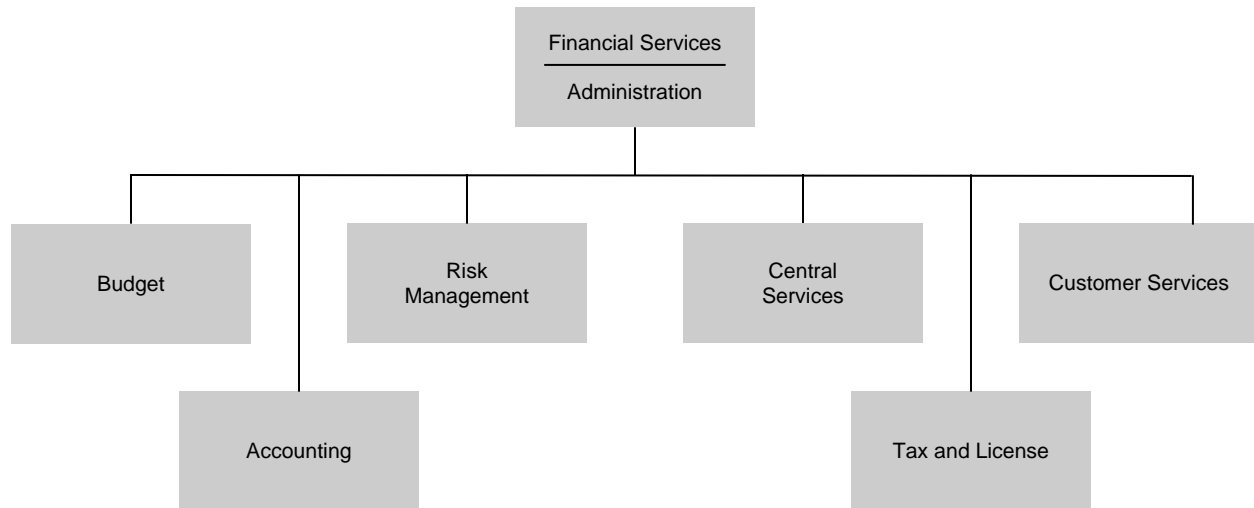 Financial Services
Administration
Budget
Risk
Management
Central
Services
Customer Services
Accounting
Tax and License